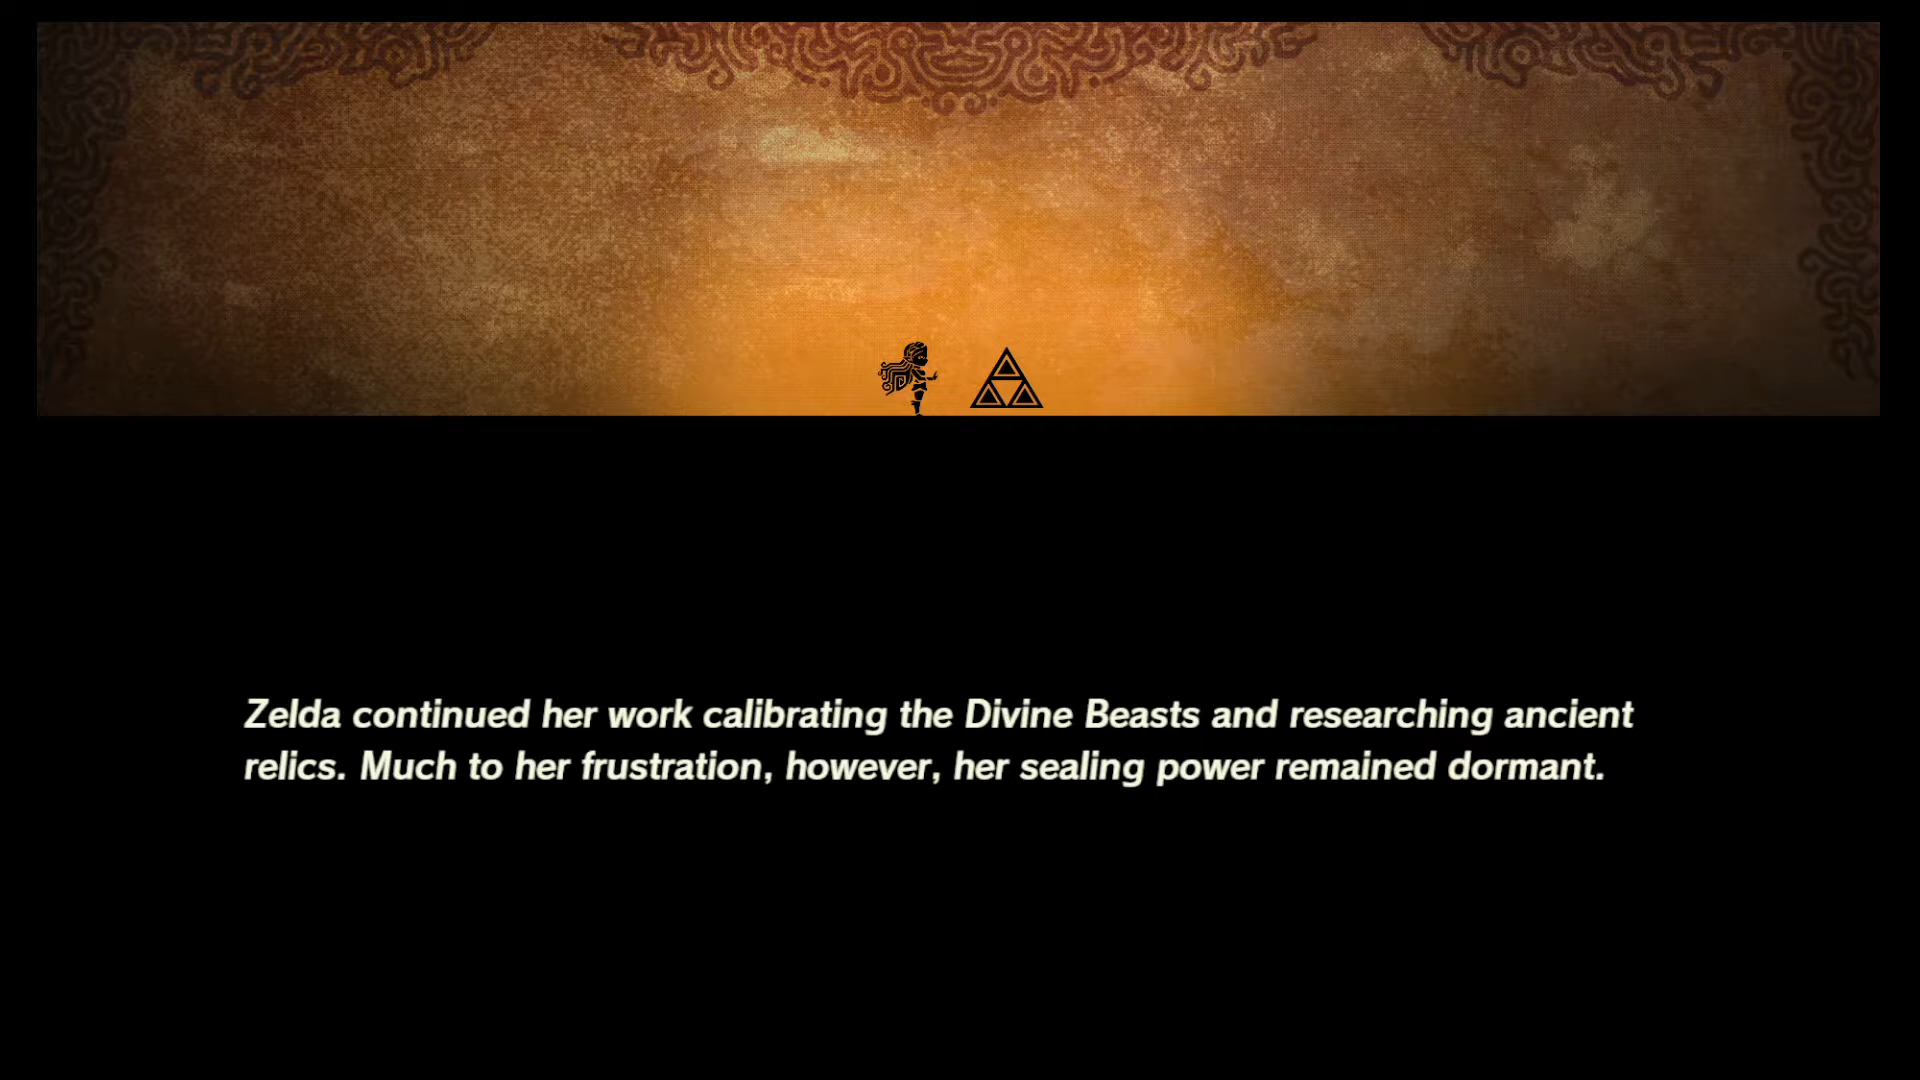 Zelda continued her work calibrating the Divine Beasts and researching ancient
relics. Much to her frustration, however, her sealing power remained dormant.